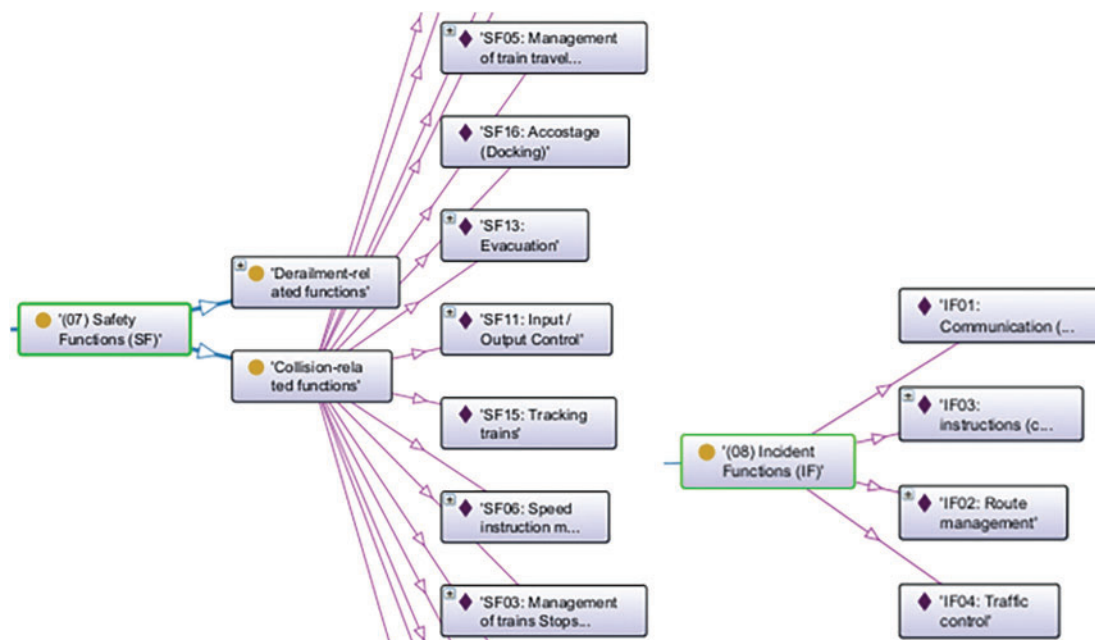 'SF05: Management
of train travel...
'SF16: Accostage
(Docking)'
'SF13:
Evacuation'
'Derailment-rel
ated functions'
'(07) Safety
Functions (SF)'
'SF11: Input /
Output Control'
'Collision-rela
ted functions'
'SF15: Tracking
trains'
'SF06: Speed
instruction m...
'SF03: Management
of trains Stops...
'IF01:
Communication (...
'IF03:
instructions (c...
'(08) Incident
Functions (IF)'
'IF02: Route
management'
'IF04: Traffic
control'